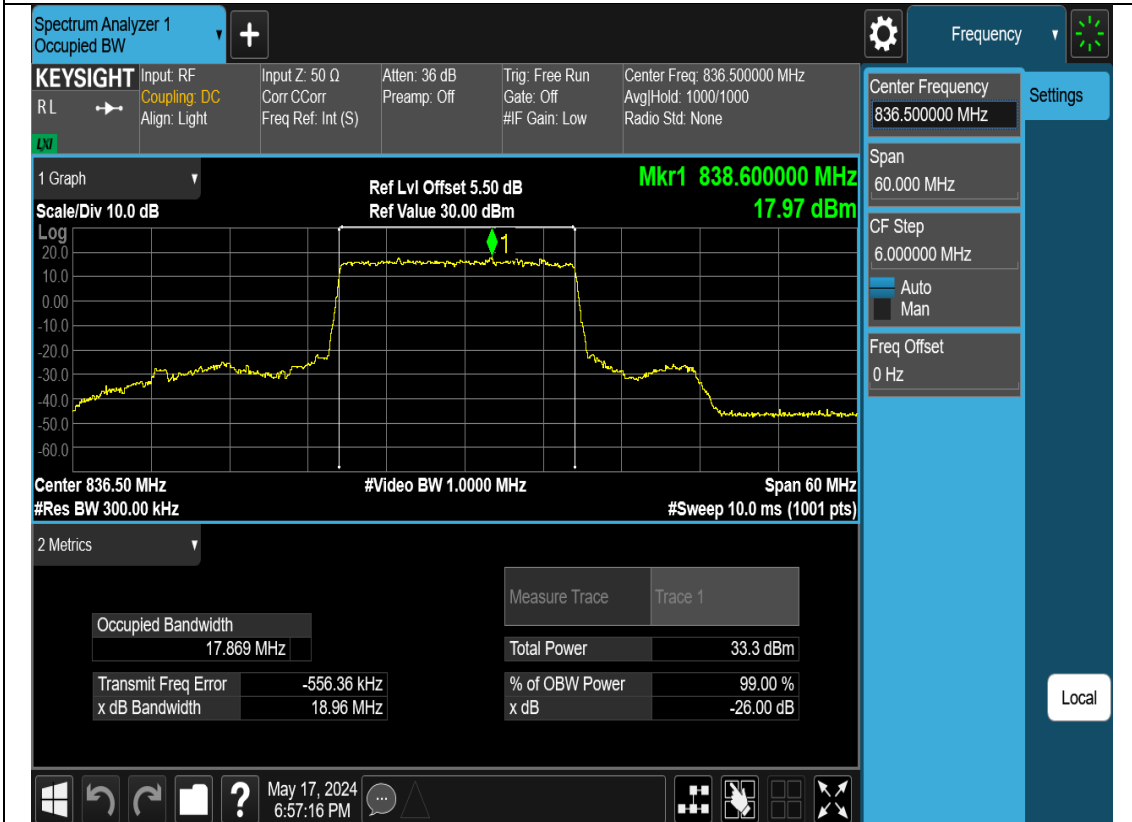 Spectrum Analyzer 1
Occupied BW
+
Frequency
KEYSIGHT
R L
LXI
Input: RF
Coupling: DC
Align: Light
Input Z: 50 Ω
Corr CCorr
Freq Ref: Int (S)
Atten: 36 dB
Preamp: Off
Trig: Free Run
Gate: Off
#IF Gain: Low
Center Freq: 836.500000 MHz
Avg|Hold: 1000/1000
Radio Std: None
Center Frequency
836.500000 MHz
Settings
Span
60.000 MHz
CF Step
6.000000 MHz
Auto
Man
Freq Offset
0 Hz
Local
1 Graph
Scale/Div 10.0 dB
Ref Lvl Offset 5.50 dB
Ref Value 30.00 dBm
Mkr1 838.600000 MHz
17.97 dBm
Log
20.0
10.0
0.00
-10.0
-20.0
-30.0
-40.0
-50.0
-60.0
1
Center 836.50 MHz
#Video BW 1.0000 MHz
Span 60 MHz
#Res BW 300.00 kHz
#Sweep 10.0 ms (1001 pts)
2 Metrics
Measure Trace Trace 1
Occupied Bandwidth
17.869 MHz
Total Power 33.3 dBm
Transmit Freq Error -556.36 kHz
% of OBW Power 99.00 %
x dB Bandwidth 18.96 MHz
x dB -26.00 dB
?
May 17, 2024
6:57:16 PM